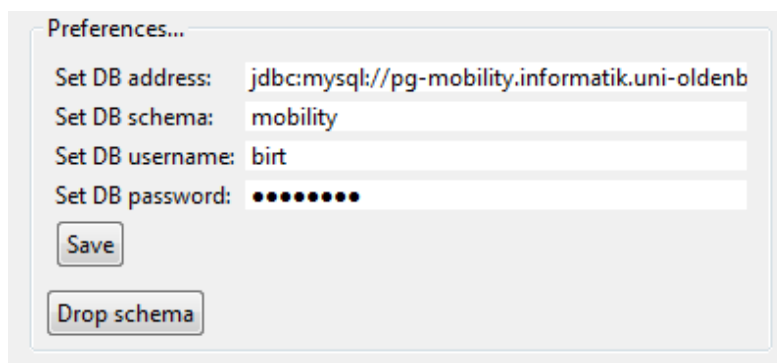 Preferences...
Set DB address: jdbc:mysql://pg-mobility.informatik.uni-oldenb
Set DB schema: mobility
Set DB username: birt
Set DB password: ●●●●●●●●
Save
Drop schema